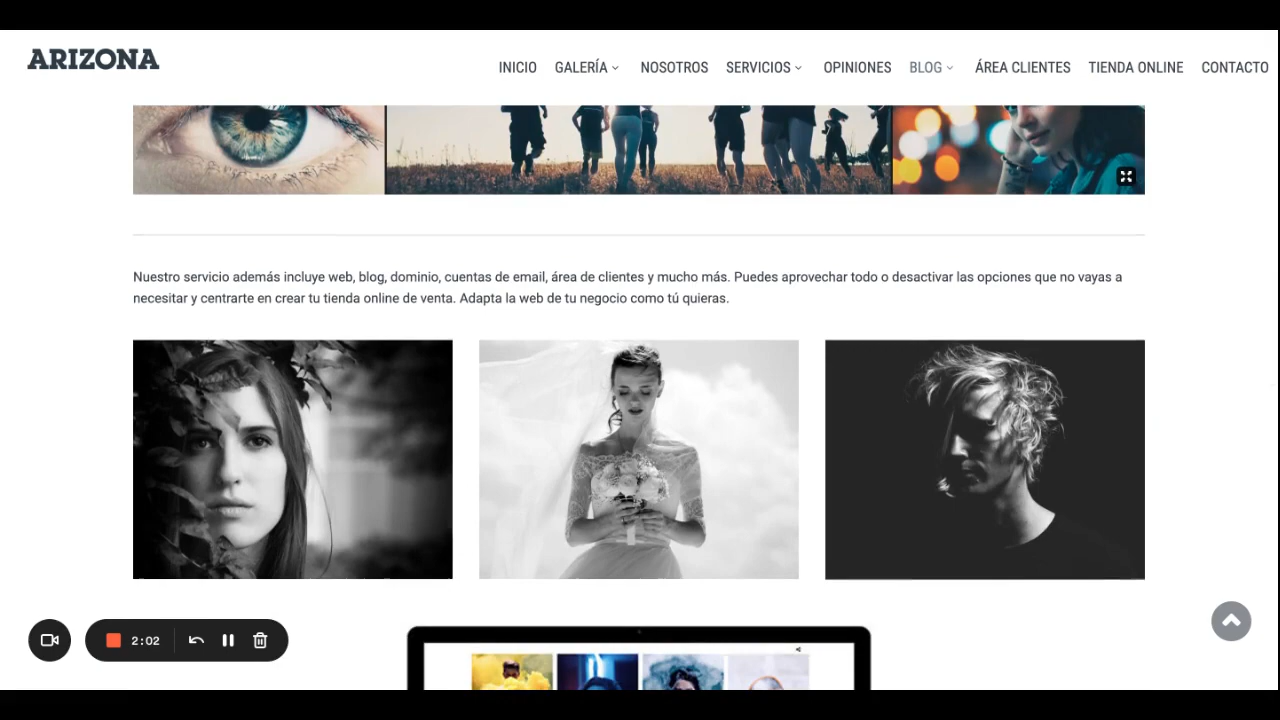 ARIZONA
INICIO GALERÍA NOSOTROS SERVICIOS OPINIONES BLOG ÁREA CLIENTES TIENDA ONLINE CONTACTO
Nuestro servicio además incluye web, blog, dominio, cuentas de email, área de clientes y mucho más. Puedes aprovechar todo o desactivar las opciones que no vayas a
necesitar y centrarte en crear tu tienda online de venta. Adapta la web de tu negocio como tú quieras.
2:02